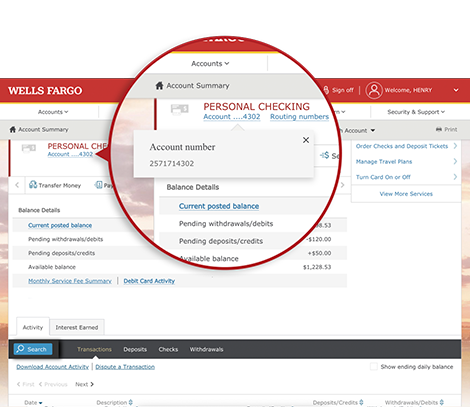 Accounts
Account Summary
PERSONAL CHECKING
Account ....4302 Routing numbers
Account number
2571714302
Balance Details
Current posted balance
Pending withdrawals/debits
Pending deposits/credits
Available balance
WELLS FARGO
Sign off Welcome, HENRY
Accounts Security & Support
Account Summary Account Print
PERSONAL
Account ....4302
Order Checks and Deposit Tickets
Manage Travel Plans
Turn Card On or Off
View More Services
Transfer Money
Balance Details
Current posted balance
Pending withdrawals/debits -$120.00
Pending deposits/credits +$50.00
Available balance $1,228.53
Monthly Service Fee Summary Debit Card Activity
Activity Interest Earned
Search Transactions Deposits Checks Withdrawals
Download Account Activity Dispute a Transaction Show ending daily balance
First Previous Next
Date Description Deposits/Credits Withdrawals/Debits